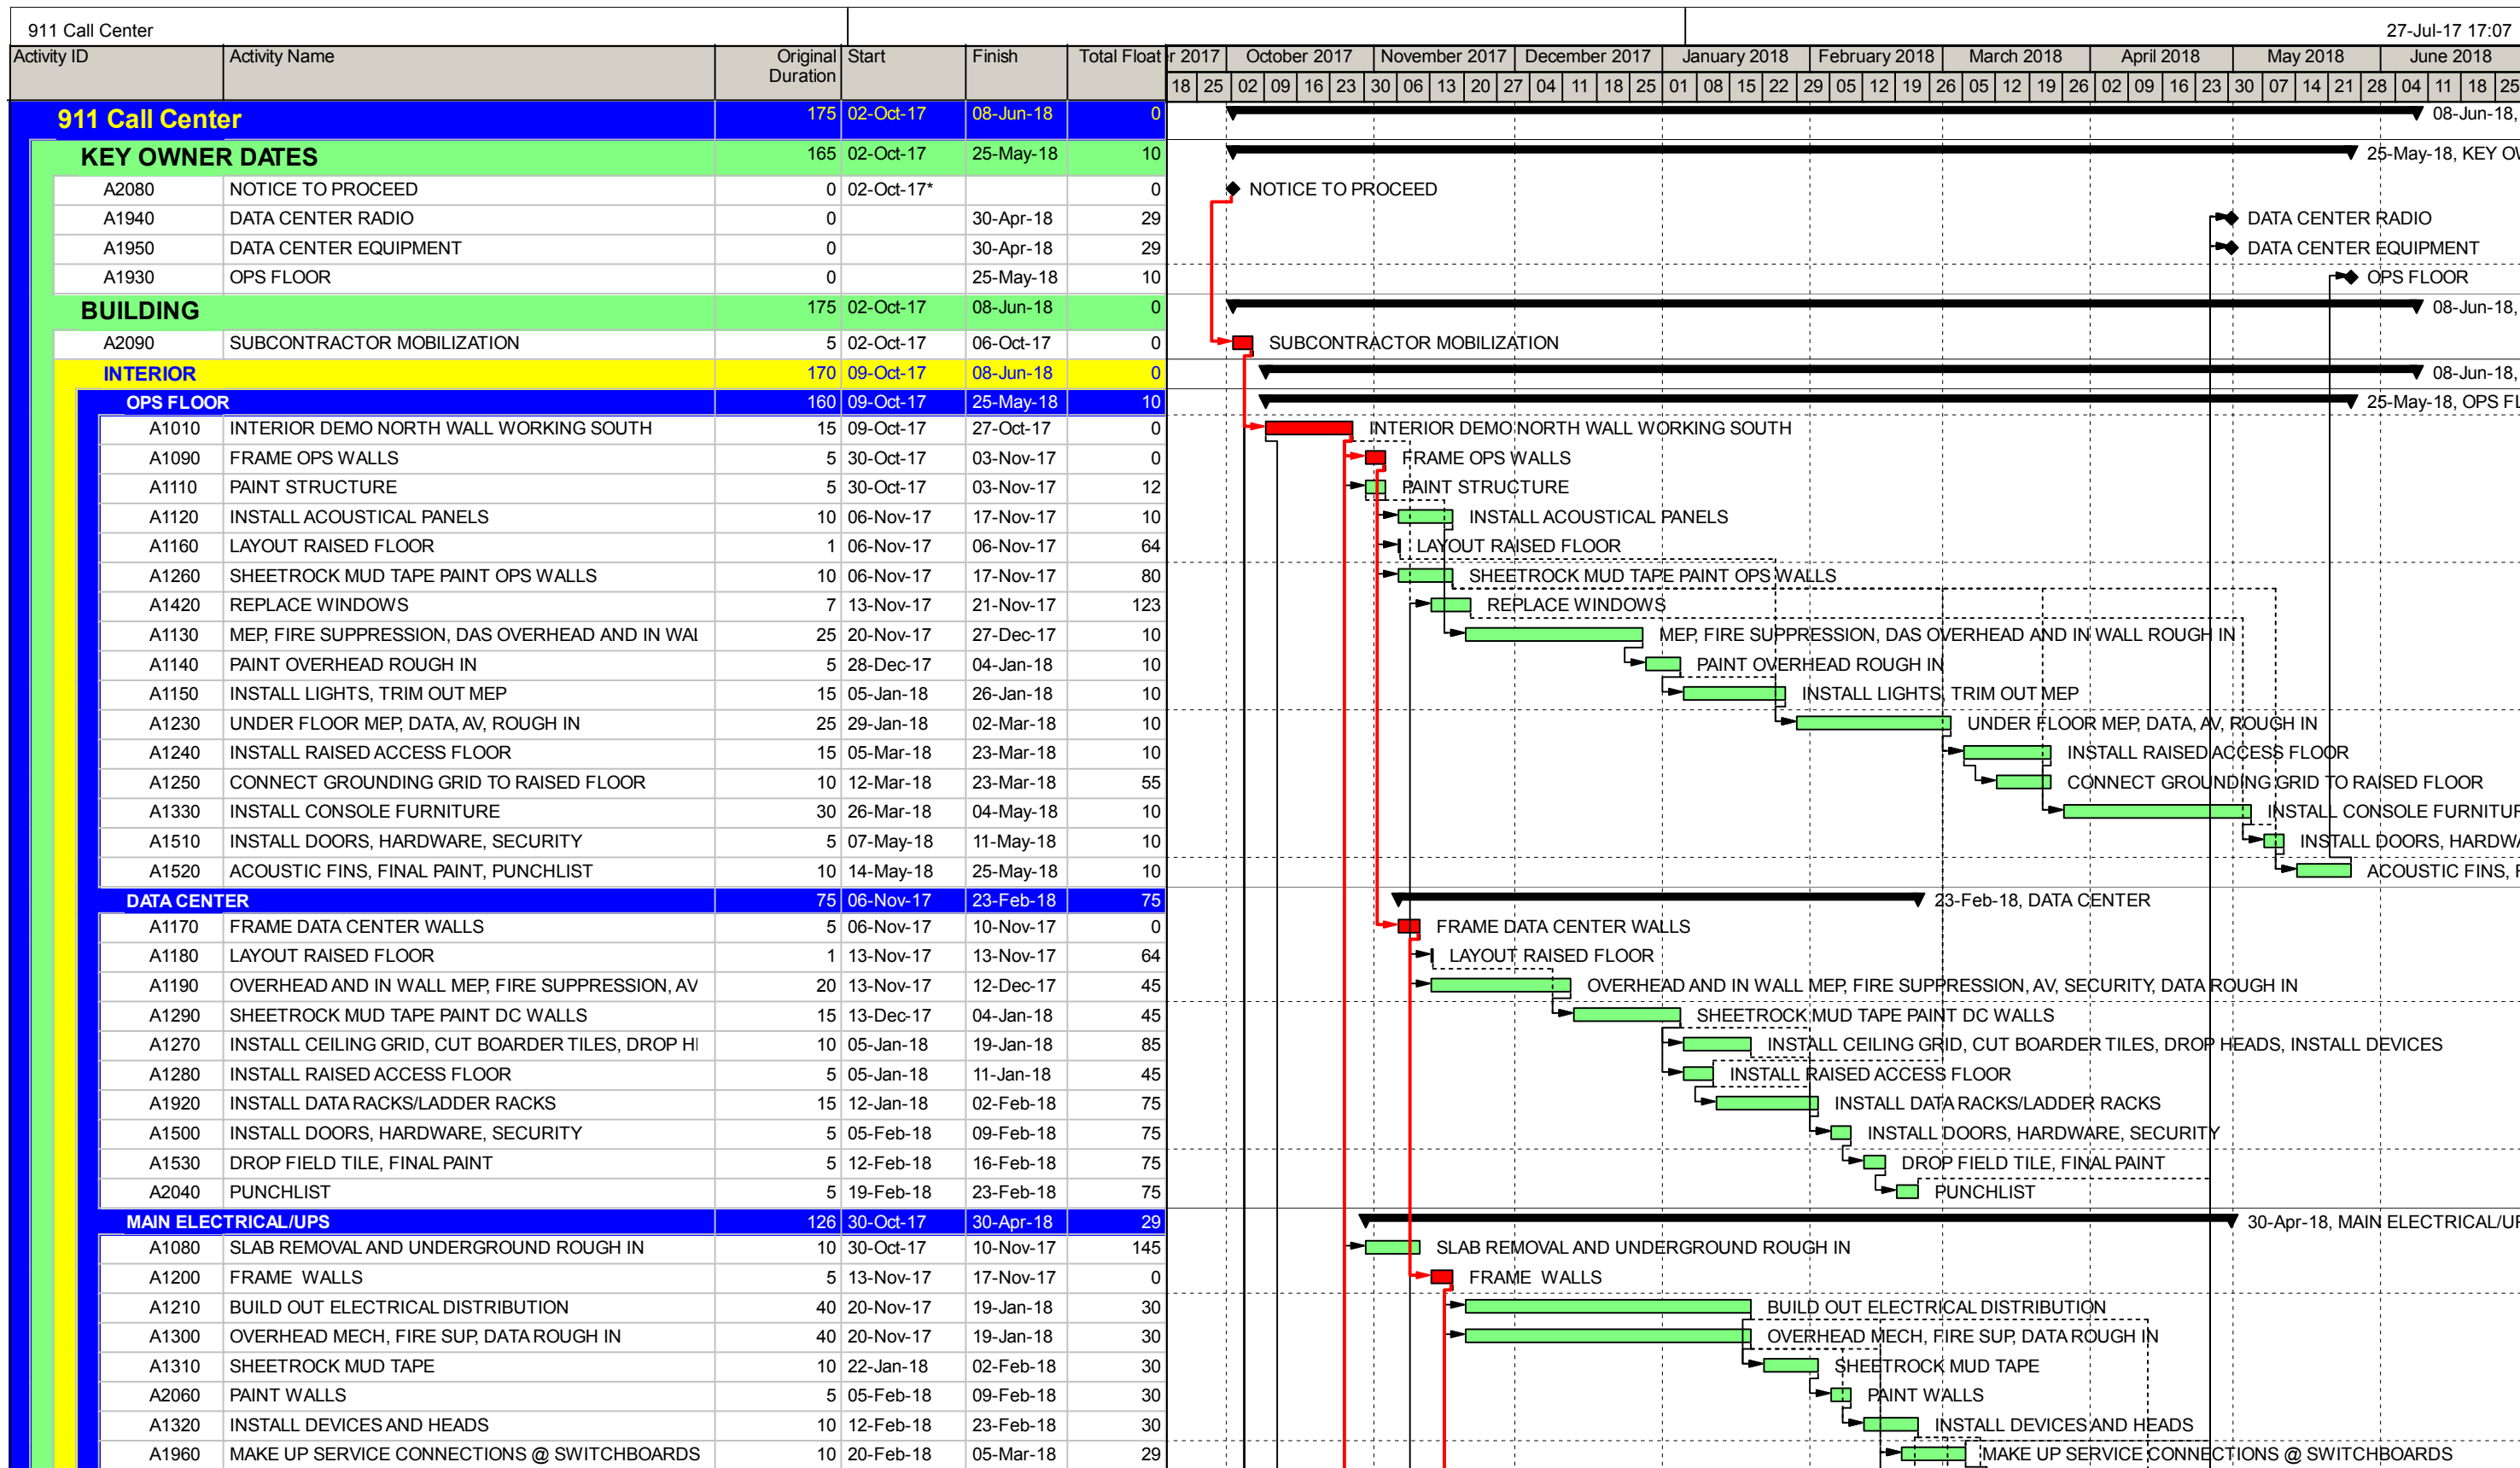 911 Call Center 27-Jul-17 17:07
Activity ID Activity Name Original Duration Start Finish Total Float r 2017 October 2017 November 2017 December 2017 January 2018 February 2018 March 2018 April 2018 May 2018 June 2018
18 25 02 09 16 23 30 06 13 20 27 04 11 18 25 01 08 15 22 29 05 12 19 26 05 12 19 26 02 09 16 23 30 07 14 21 28 04 11 18 25
911 Call Center 175 02-Oct-17 08-Jun-18 0 08-Jun-18,
KEY OWNER DATES 165 02-Oct-17 25-May-18 10 25-May-18, KEY OW
A2080 NOTICE TO PROCEED 0 02-Oct-17* 0 NOTICE TO PROCEED
A1940 DATA CENTER RADIO 0 30-Apr-18 29 DATA CENTER RADIO
A1950 DATA CENTER EQUIPMENT 0 30-Apr-18 29 DATA CENTER EQUIPMENT
A1930 OPS FLOOR 0 25-May-18 10 OPS FLOOR
BUILDING 175 02-Oct-17 08-Jun-18 0 08-Jun-18,
A2090 SUBCONTRACTOR MOBILIZATION 5 02-Oct-17 06-Oct-17 0 SUBCONTRACTOR MOBILIZATION
INTERIOR 170 09-Oct-17 08-Jun-18 0 08-Jun-18,
OPS FLOOR 160 09-Oct-17 25-May-18 10 25-May-18, OPS FL
A1010 INTERIOR DEMO NORTH WALL WORKING SOUTH 15 09-Oct-17 27-Oct-17 0 INTERIOR DEMO NORTH WALL WORKING SOUTH
A1090 FRAME OPS WALLS 5 30-Oct-17 03-Nov-17 0 FRAME OPS WALLS
A1110 PAINT STRUCTURE 5 30-Oct-17 03-Nov-17 12 PAINT STRUCTURE
A1120 INSTALL ACOUSTICAL PANELS 10 06-Nov-17 17-Nov-17 10 INSTALL ACOUSTICAL PANELS
A1160 LAYOUT RAISED FLOOR 1 06-Nov-17 06-Nov-17 64 LAYOUT RAISED FLOOR
A1260 SHEETROCK MUD TAPE PAINT OPS WALLS 10 06-Nov-17 17-Nov-17 80 SHEETROCK MUD TAPE PAINT OPS WALLS
A1420 REPLACE WINDOWS 7 13-Nov-17 21-Nov-17 123 REPLACE WINDOWS
A1130 MEP, FIRE SUPPRESSION, DAS OVERHEAD AND IN WAL 25 20-Nov-17 27-Dec-17 10 MEP, FIRE SUPPRESSION, DAS OVERHEAD AND IN WALL ROUGH IN
A1140 PAINT OVERHEAD ROUGH IN 5 28-Dec-17 04-Jan-18 10 PAINT OVERHEAD ROUGH IN
A1150 INSTALL LIGHTS, TRIM OUT MEP 15 05-Jan-18 26-Jan-18 10 INSTALL LIGHTS, TRIM OUT MEP
A1230 UNDER FLOOR MEP, DATA, AV, ROUGH IN 25 29-Jan-18 02-Mar-18 10 UNDER FLOOR MEP, DATA, AV, ROUGH IN
A1240 INSTALL RAISED ACCESS FLOOR 15 05-Mar-18 23-Mar-18 10 INSTALL RAISED ACCESS FLOOR
A1250 CONNECT GROUNDING GRID TO RAISED FLOOR 10 12-Mar-18 23-Mar-18 55 CONNECT GROUNDING GRID TO RAISED FLOOR
A1330 INSTALL CONSOLE FURNITURE 30 26-Mar-18 04-May-18 10 INSTALL CONSOLE FURNITUR
A1510 INSTALL DOORS, HARDWARE, SECURITY 5 07-May-18 11-May-18 10 INSTALL DOORS, HARDWA
A1520 ACOUSTIC FINS, FINAL PAINT, PUNCHLIST 10 14-May-18 25-May-18 10 ACOUSTIC FINS, F
DATA CENTER 75 06-Nov-17 23-Feb-18 75 23-Feb-18, DATA CENTER
A1170 FRAME DATA CENTER WALLS 5 06-Nov-17 10-Nov-17 0 FRAME DATA CENTER WALLS
A1180 LAYOUT RAISED FLOOR 1 13-Nov-17 13-Nov-17 64 LAYOUT RAISED FLOOR
A1190 OVERHEAD AND IN WALL MEP, FIRE SUPPRESSION, AV 20 13-Nov-17 12-Dec-17 45 OVERHEAD AND IN WALL MEP, FIRE SUPPRESSION, AV, SECURITY, DATA ROUGH IN
A1290 SHEETROCK MUD TAPE PAINT DC WALLS 15 13-Dec-17 04-Jan-18 45 SHEETROCK MUD TAPE PAINT DC WALLS
A1270 INSTALL CEILING GRID, CUT BOARDER TILES, DROP H 10 05-Jan-18 19-Jan-18 85 INSTALL CEILING GRID, CUT BOARDER TILES, DROP HEADS, INSTALL DEVICES
A1280 INSTALL RAISED ACCESS FLOOR 5 05-Jan-18 11-Jan-18 45 INSTALL RAISED ACCESS FLOOR
A1920 INSTALL DATA RACKS/LADDER RACKS 15 12-Jan-18 02-Feb-18 75 INSTALL DATA RACKS/LADDER RACKS
A1500 INSTALL DOORS, HARDWARE, SECURITY 5 05-Feb-18 09-Feb-18 75 INSTALL DOORS, HARDWARE, SECURITY
A1530 DROP FIELD TILE, FINAL PAINT 5 12-Feb-18 16-Feb-18 75 DROP FIELD TILE, FINAL PAINT
A2040 PUNCHLIST 5 19-Feb-18 23-Feb-18 75 PUNCHLIST
MAIN ELECTRICAL/UPS 126 30-Oct-17 30-Apr-18 29 30-Apr-18, MAIN ELECTRICAL/UP
A1080 SLAB REMOVAL AND UNDERGROUND ROUGH IN 10 30-Oct-17 10-Nov-17 145 SLAB REMOVAL AND UNDERGROUND ROUGH IN
A1200 FRAME WALLS 5 13-Nov-17 17-Nov-17 0 FRAME WALLS
A1210 BUILD OUT ELECTRICAL DISTRIBUTION 40 20-Nov-17 19-Jan-18 30 BUILD OUT ELECTRICAL DISTRIBUTION
A1300 OVERHEAD MECH, FIRE SUP, DATA ROUGH IN 40 20-Nov-17 19-Jan-18 30 OVERHEAD MECH, FIRE SUP, DATA ROUGH IN
A1310 SHEETROCK MUD TAPE 10 22-Jan-18 02-Feb-18 30 SHEETROCK MUD TAPE
A2060 PAINT WALLS 5 05-Feb-18 09-Feb-18 30 PAINT WALLS
A1320 INSTALL DEVICES AND HEADS 10 12-Feb-18 23-Feb-18 30 INSTALL DEVICES AND HEADS
A1960 MAKE UP SERVICE CONNECTIONS @ SWITCHBOARDS 10 20-Feb-18 05-Mar-18 29 MAKE UP SERVICE CONNECTIONS @ SWITCHBOARDS